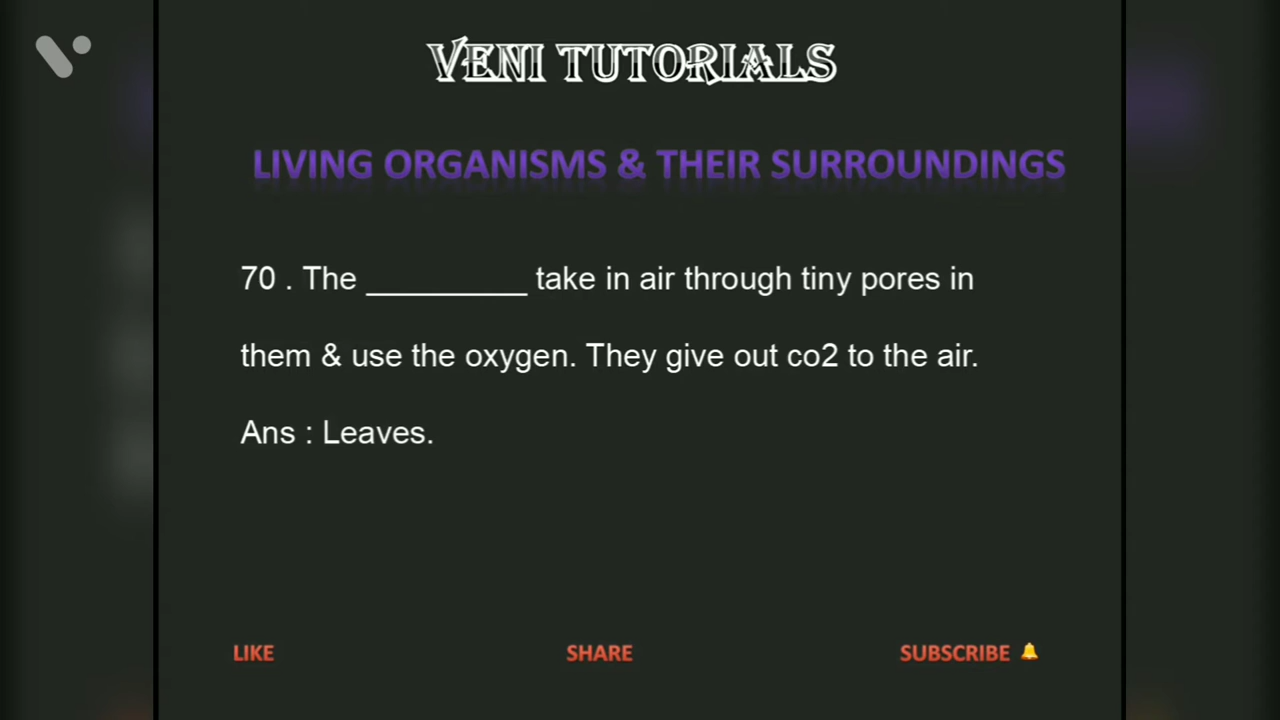 VENI TUTORIALS
LIVING ORGANISMS & THEIR SURROUNDINGS
70 . The __________ take in air through tiny pores in
them & use the oxygen. They give out co2 to the air.
Ans : Leaves.
LIKE SHARE SUBSCRIBE 🔔